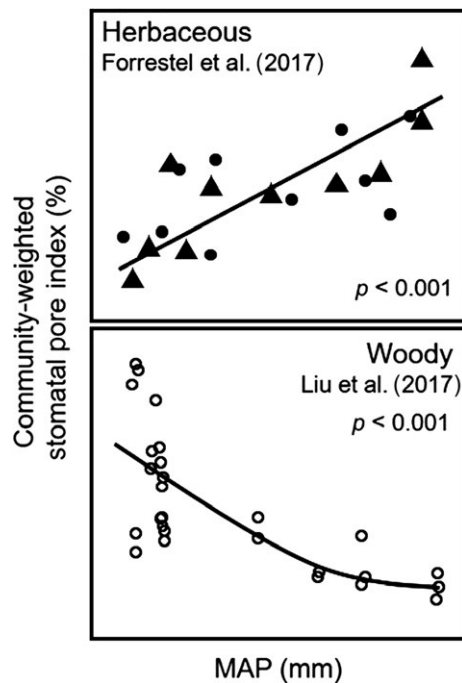 Herbaceous
Forrestel et al. (2017)
p < 0.001
Community-weighted
stomatal pore index (%)
Woody
Liu et al. (2017)
p < 0.001
MAP (mm)